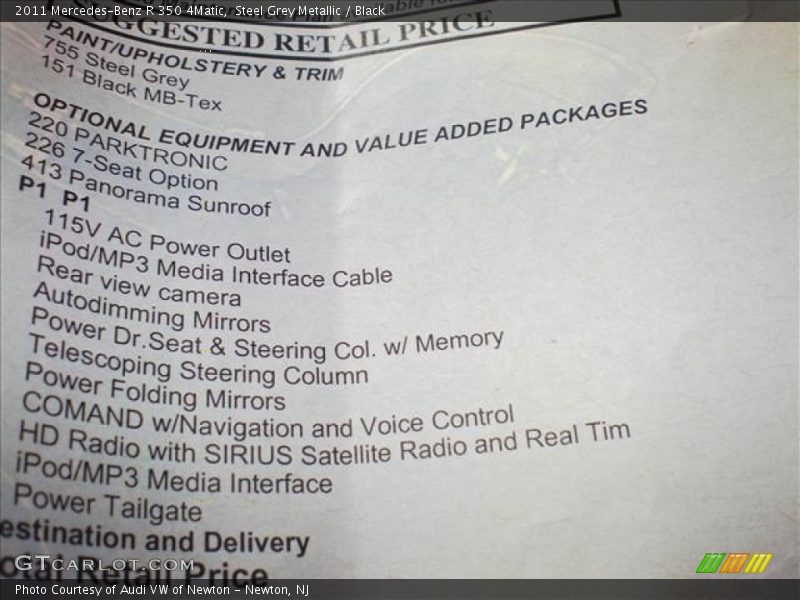 2011 Mercedes-Benz R 350 4Matic, Steel Grey Metallic / Black
SUGGESTED RETAIL PRICE
PAINT/UPHOLSTERY & TRIM
755 Steel Grey
151 Black MB-Tex
OPTIONAL EQUIPMENT AND VALUE ADDED PACKAGES
220 PARKTRONIC
226 7-Seat Option
413 Panorama Sunroof
P1 P1
115V AC Power Outlet
iPod/MP3 Media Interface Cable
Rear view camera
Autodimming Mirrors
Power Dr.Seat & Steering Col. w/ Memory
Telescoping Steering Column
Power Folding Mirrors
COMAND w/Navigation and Voice Control
HD Radio with SIRIUS Satellite Radio and Real Tim
iPod/MP3 Media Interface
Power Tailgate
estination and Delivery
otal Retail Price
GTcarlot.com
Photo Courtesy of Audi VW of Newton - Newton, NJ